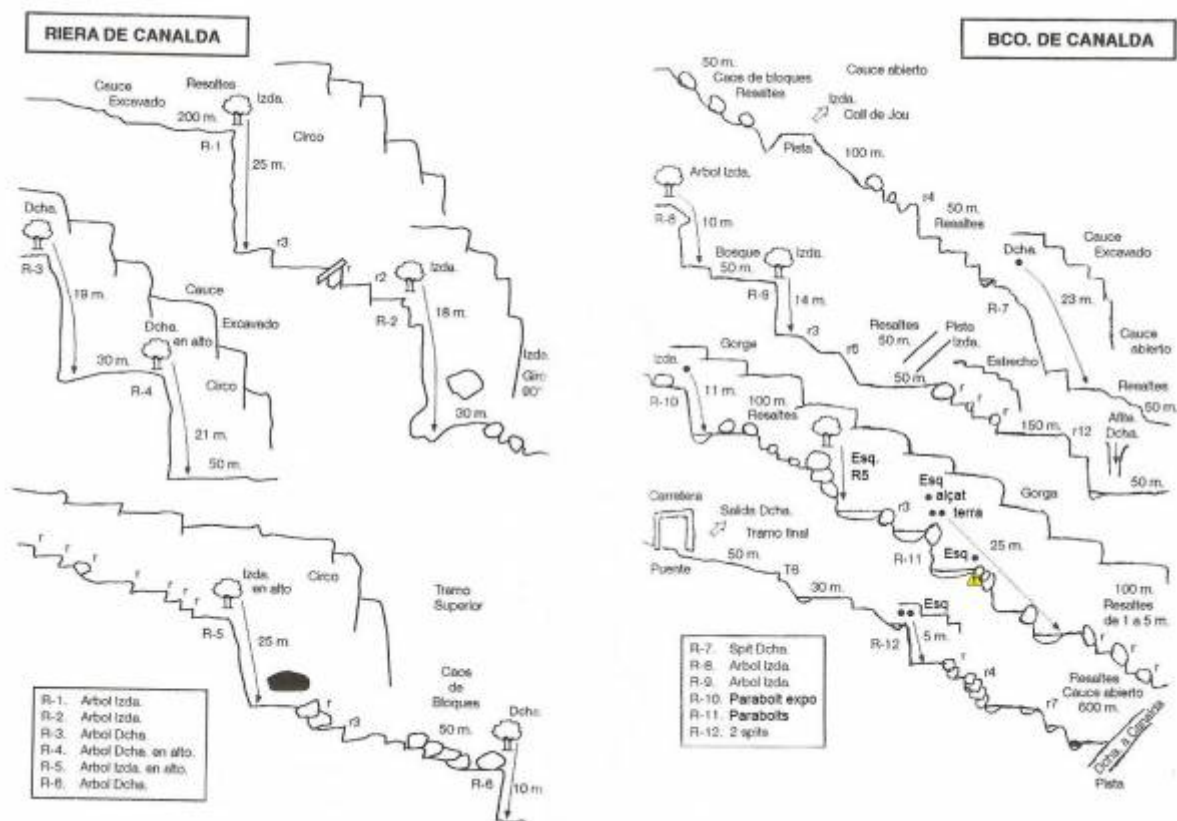 RIERA DE CANALDA
Cauce
Excavado
200 m.
Resaltes
Izda.
R-1
25 m.
Circo
r3
r
r2
R-2
Izda.
18 m.
Izda.
Giro
90°
30 m.
Dcha.
R-3
19 m.
Cauce
Excavado
30 m.
Dcha.
en alto
R-4
Circo
21 m.
50 m.
r
r
r
r
r
r
r
r
Izda.
en alto
R-5
25 m.
Circo
Tramo
Superior
r
r3
Caos
de
Bloques
50 m.
Dcha.
R-6
10 m
R-1. Arbol Izda.
R-2. Arbol Izda.
R-3. Arbol Dcha.
R-4. Arbol Dcha. en alto.
R-5. Arbol Izda. en alto.
R-6. Arbol Dcha.
BCO. DE CANALDA
50 m.
Caos de bloques
Resaltes
Cauce abierto
Izda.
Coll de Jou
Pista
100 m.
r4
50 m.
Resaltes
Dcha.
Cauce
Excavado
R-7
23 m.
Cauce
abierto
Resaltes
50 m.
Arbol Izda.
R-8
10 m
Bosque
50 m.
Izda.
R-9
14 m.
r3
r6
Resaltes
50 m.
Pista
Izda.
50 m.
Estrecho
r
r
r
150 m.
r12
Aflte.
Dcha.
50 m.
Izda.
Gorga
R-10
11 m.
100 m.
Resaltes
Esq.
R5
r3
Esq
alçat
terra
Gorga
R-11
Esq
25 m.
100 m.
Resaltes
de 1 a 5 m.
r
r
r
Carretera
Salida Dcha.
Tramo final
Puente
50 m.
T6
30 m.
Esq
R-12
5 m.
r
r4
r7
Resaltes
Cauce abierto
600 m.
Dcha. a Canalda
Pista
R-7. Spit Dcha.
R-8. Arbol Izda.
R-9. Arbol Izda.
R-10. Parabolt expo
R-11. Parabolts
R-12. 2 spits